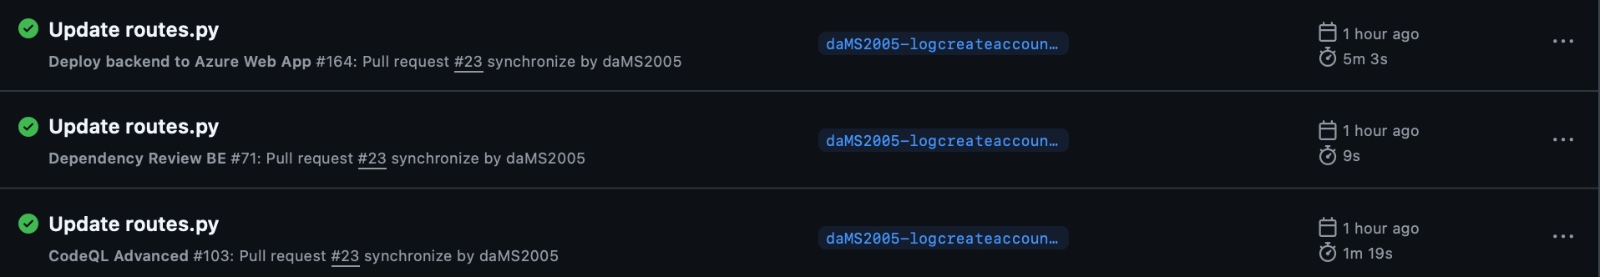 Update routes.py
Deploy backend to Azure Web App #164: Pull request #23 synchronize by daMS2005
daMS2005-logcreateaccoun…
1 hour ago
5m 3s
Update routes.py
Dependency Review BE #71: Pull request #23 synchronize by daMS2005
daMS2005-logcreateaccoun…
1 hour ago
9s
Update routes.py
CodeQL Advanced #103: Pull request #23 synchronize by daMS2005
daMS2005-logcreateaccoun…
1 hour ago
1m 19s